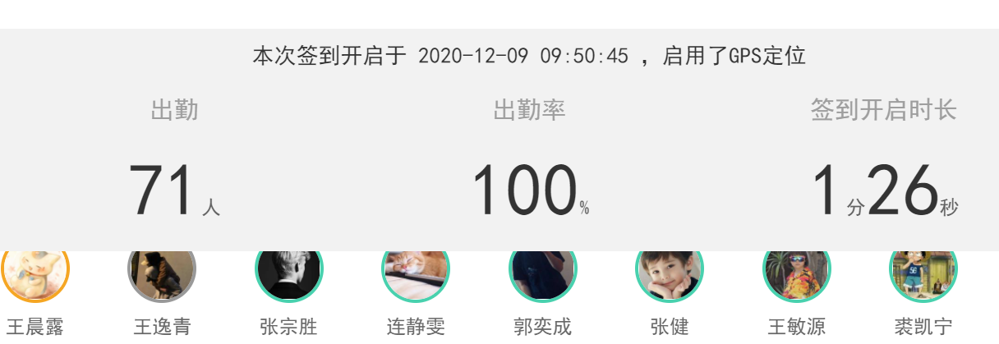 本次签到开启于 2020-12-09 09:50:45 ，启用了GPS定位
出勤 出勤率 签到开启时长
71人 100% 1分26秒
王晨露 王逸青 张宗胜 连静雯 郭奕成 张健 王敏源 裘凯宁